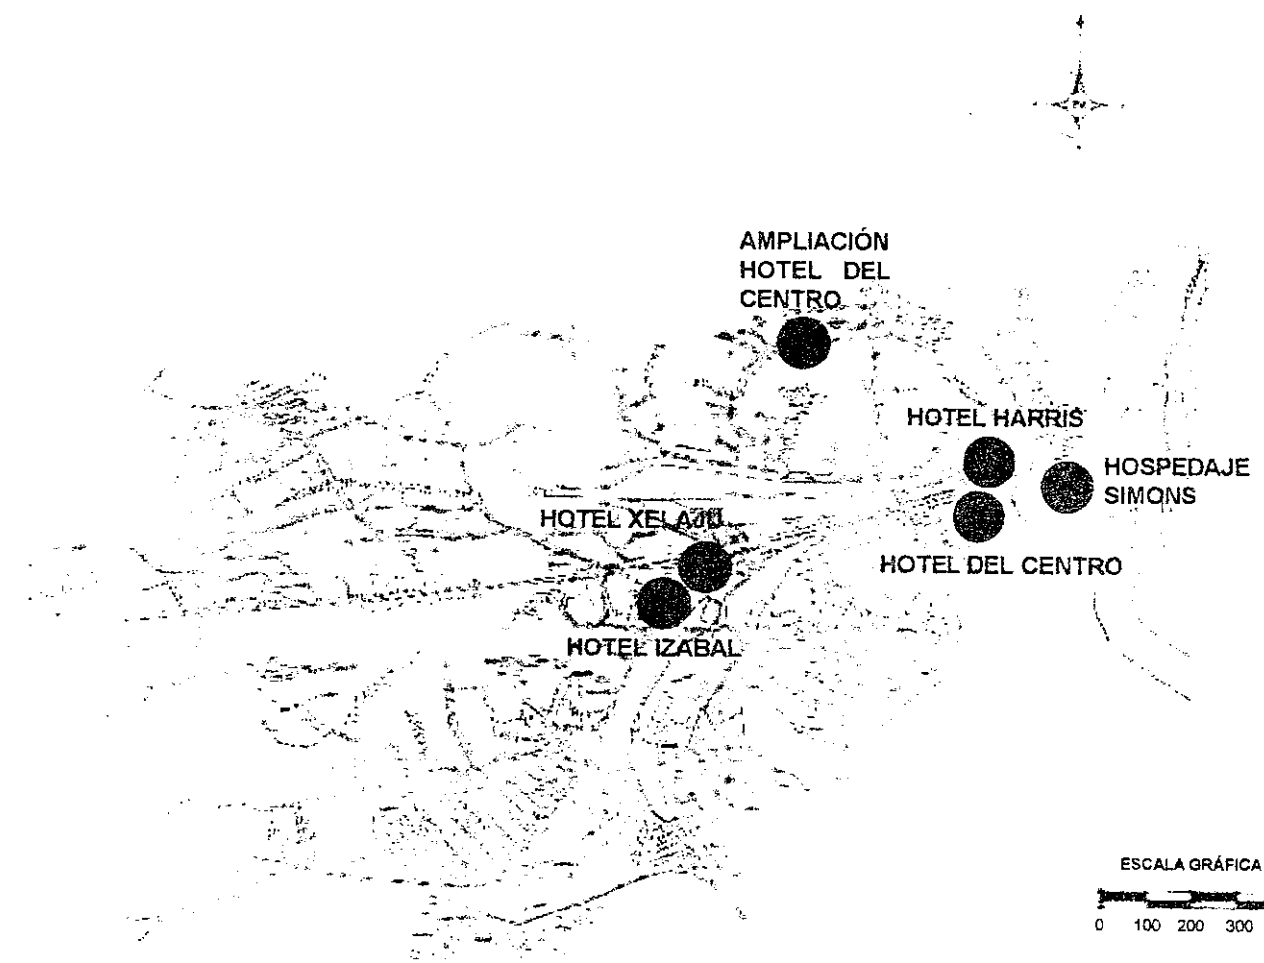 AMPLIACIÓN
HOTEL DEL
CENTRO
HOTEL HARRIS
HOSPEDAJE
SIMONS
HOTEL XELAJU
HOTEL DEL CENTRO
HOTEL IZABAL
ESCALA GRÁFICA
0 100 200 300